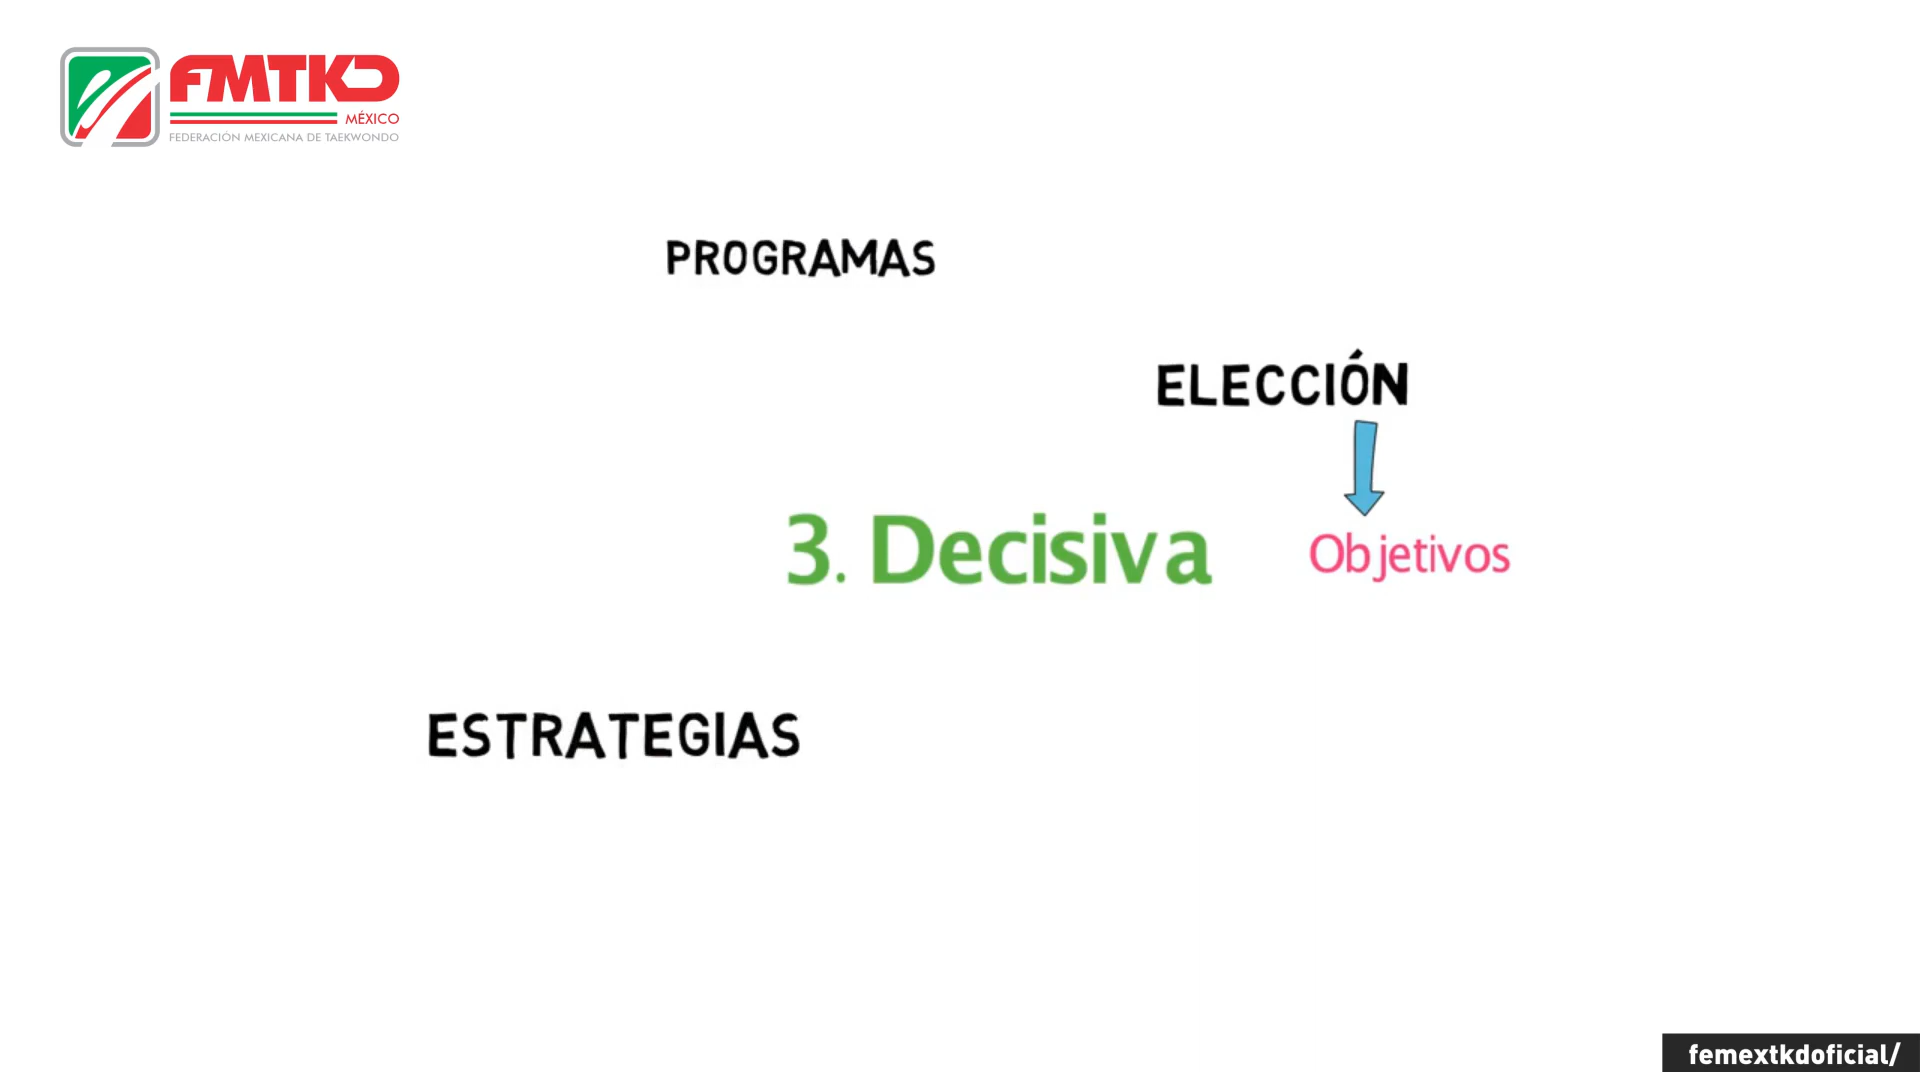 FMTKD
MÉXICO
FEDERACIÓN MEXICANA DE TAEKWONDO
PROGRAMAS
ELECCIÓN
3. Decisiva
Objetivos
ESTRATEGIAS
femextkdoficial/